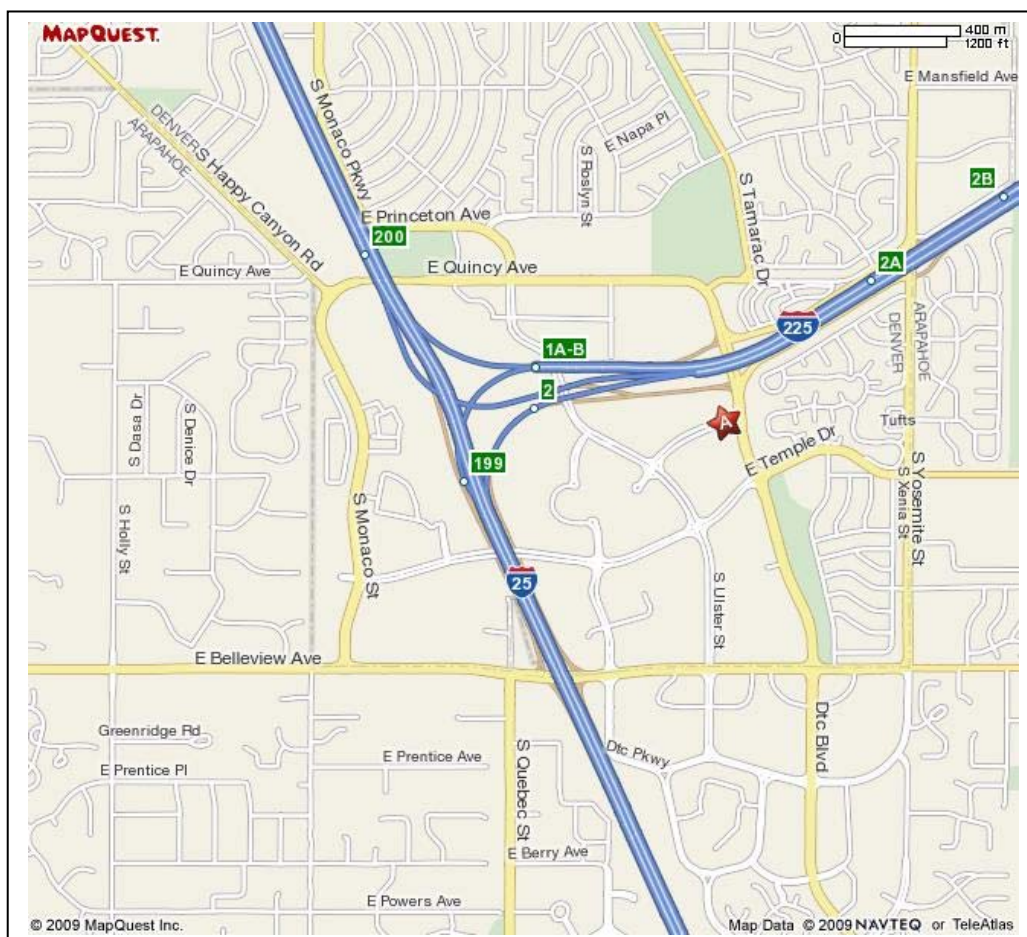 MAPQUEST.
0
400 m
1200 ft
E Mansfield Ave
S Monaco Pkwy
DENVER
ARAPAHOE
S Happy Canyon Rd
E Napa Pl
S Roslyn St
S Tamarac Dr
2B
E Princeton Ave
200
E Quincy Ave
E Quincy Ave
2A
225
1A-B
2
DENVER
ARAPAHOE
S Dass Dr
S Denice Dr
A
Tufts
E Temple Dr
199
S Yosemite St
S Xenia St
S Holly St
S Monaco St
25
S Ulster St
E Belleview Ave
Greenridge Rd
E Prentice Ave
E Prentice Pl
S Quebec St
Dtc Pkwy
Dtc Blvd
E Berry Ave
E Powers Ave
© 2009 MapQuest Inc.
Map Data © 2009 NAVTEQ or TeleAtlas